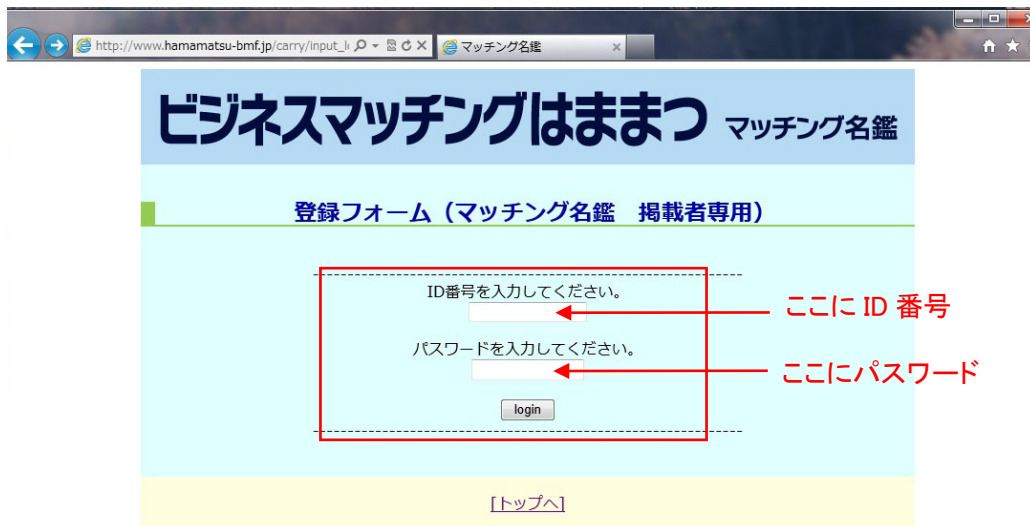 http://www.hamamatsu-bmf.jp/carry/input_l
マッチング名鑑
ビジネスマッチングはままつ マッチング名鑑
登録フォーム（マッチング名鑑　掲載者専用）
ID番号を入力してください。
ここに ID 番号
パスワードを入力してください。
ここにパスワード
login
[トップへ]